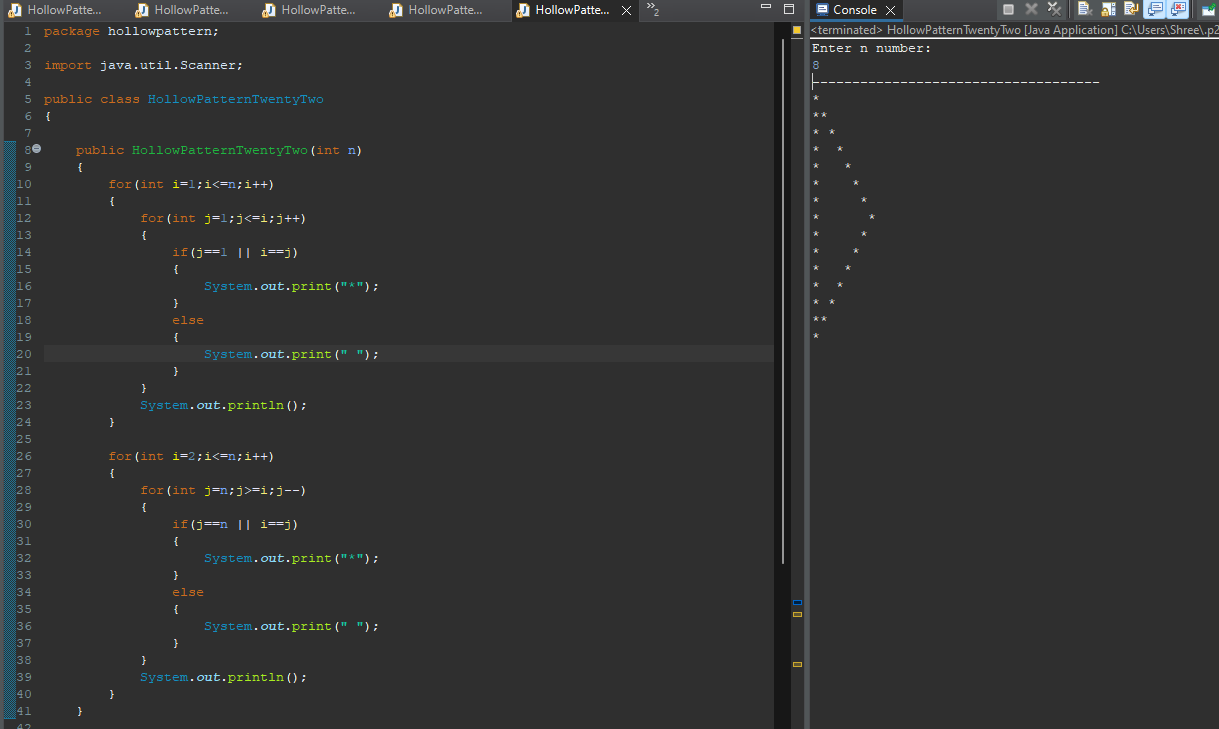 HollowPatte... HollowPatte... HollowPatte... HollowPatte... HollowPatte... »2
1 package hollowpattern;
2
3 import java.util.Scanner;
4
5 public class HollowPatternTwentyTwo
6 {
7
8     public HollowPatternTwentyTwo(int n)
9     {
10         for(int i=1;i<=n;i++)
11         {
12             for(int j=1;j<=i;j++)
13             {
14                 if(j==1 || i==j)
15                 {
16                     System.out.print("*");
17                 }
18                 else
19                 {
20                     System.out.print(" ");
21                 }
22             }
23             System.out.println();
24         }
25
26         for(int i=2;i<=n;i++)
27         {
28             for(int j=n;j>=i;j--)
29             {
30                 if(j==n || i==j)
31                 {
32                     System.out.print("*");
33                 }
34                 else
35                 {
36                     System.out.print(" ");
37                 }
38             }
39             System.out.println();
40         }
41     }
42
Console
<terminated> HollowPatternTwentyTwo [Java Application] C:\Users\Shree\.p2
Enter n number:
8
------------------------------------
*
**
* *
*  *
*   *
*    *
*     *
*      *
*     *
*    *
*   *
*  *
* *
**
*